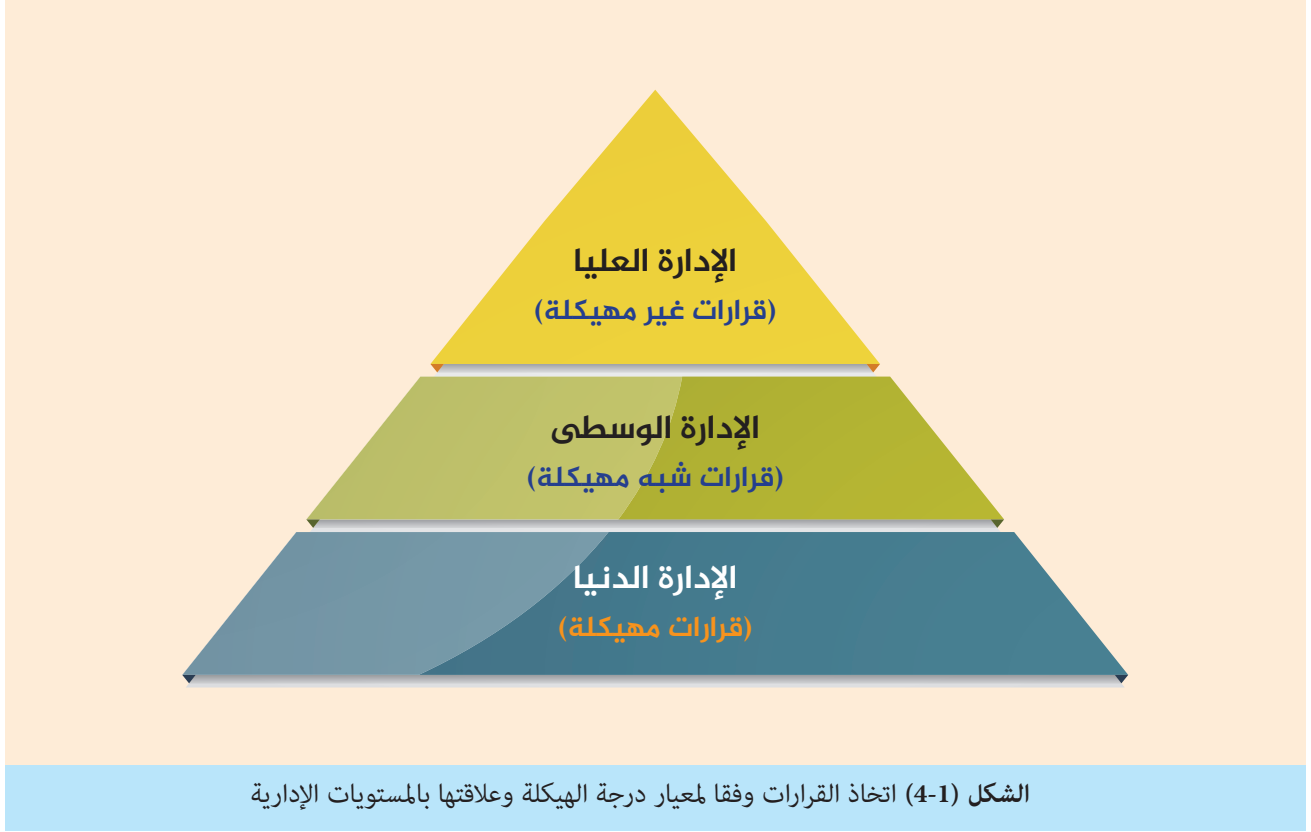 الإدارة العليا
(قرارات غير مهيكلة)
الإدارة الوسطى
(قرارات شبه مهيكلة)
الإدارة الدنيا
(قرارات مهيكلة)
الشكل (1-4) اتخاذ القرارات وفقا لمعيار درجة الهيكلة وعلاقتها بالمستويات الإدارية